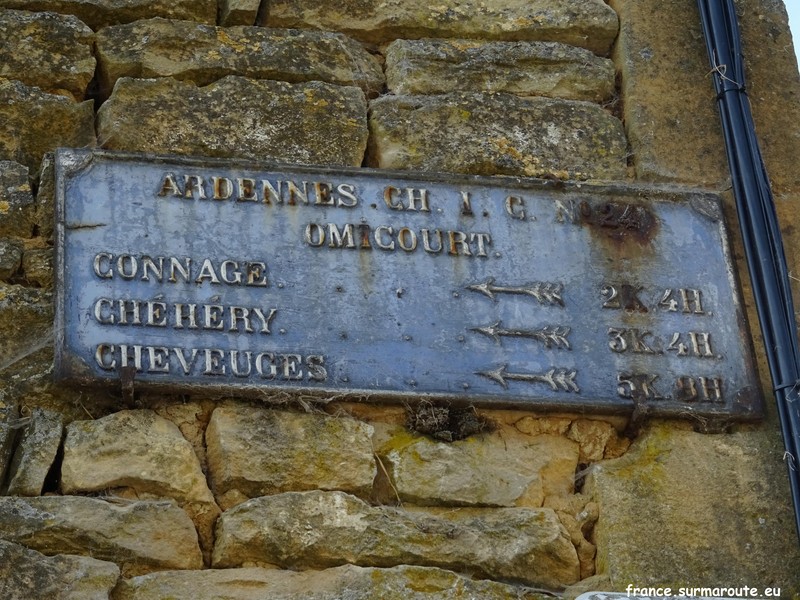 ARDENNES . CH. I. C. N° 24
OMICOURT.
CONNAGE . 2K.4H.
CHÉHÉRY . 3K.4H.
CHEVEUGES . 5K.8H
france.surmaroute.eu